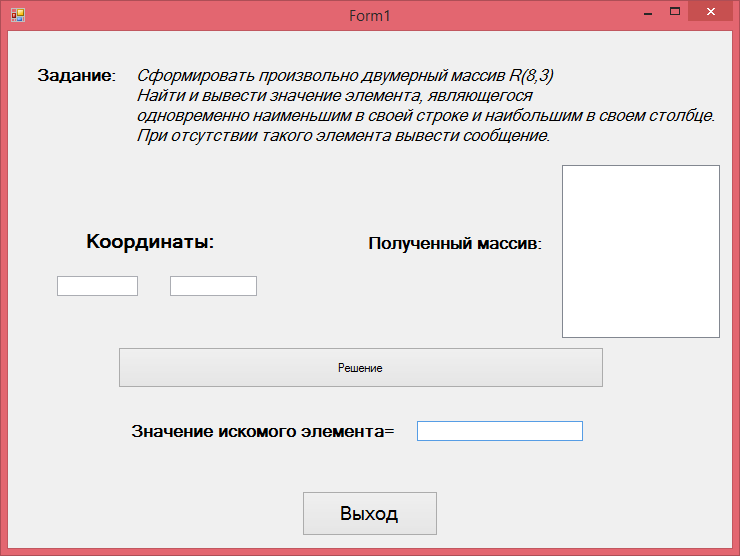 Form1
Задание: Сформировать произвольно двумерный массив R(8,3)
Найти и вывести значение элемента, являющегося
одновременно наименьшим в своей строке и наибольшим в своем столбце.
При отсутствии такого элемента вывести сообщение.
Координаты:
Полученный массив:
Решение
Значение искомого элемента=
Выход